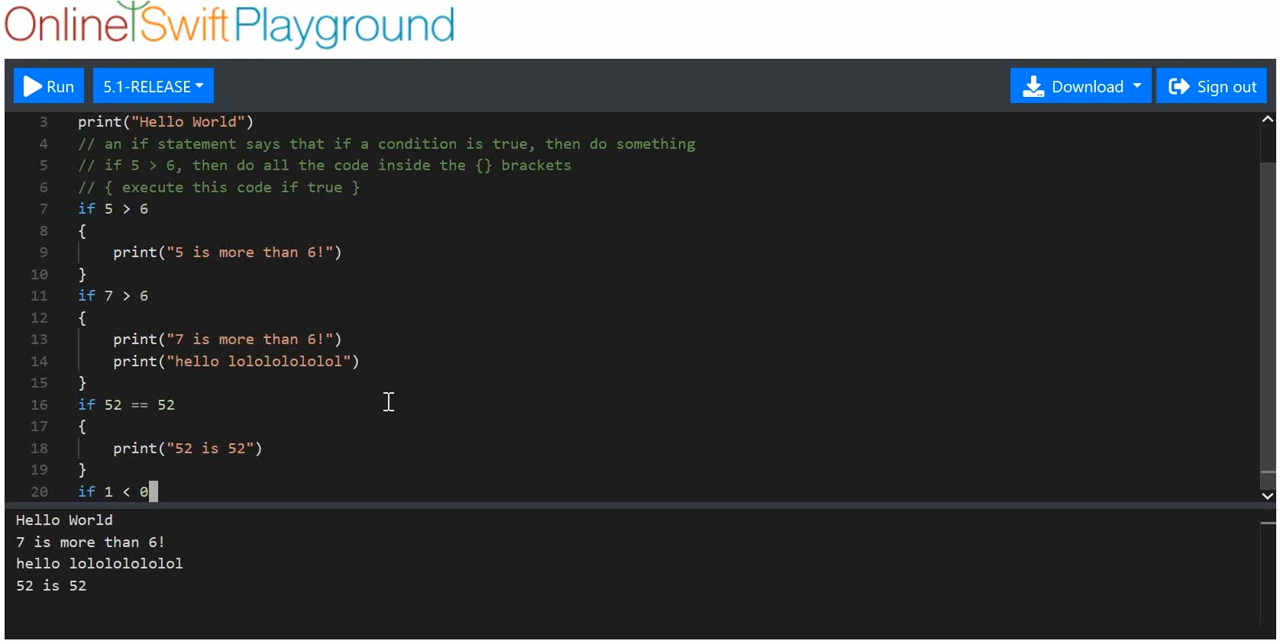 OnlineSwiftPlayground
Run 5.1-RELEASE Download Sign out
3 print("Hello World")
4 // an if statement says that if a condition is true, then do something
5 // if 5 > 6, then do all the code inside the {} brackets
6 // { execute this code if true }
7 if 5 > 6
8 {
9 print("5 is more than 6!")
10 }
11 if 7 > 6
12 {
13 print("7 is more than 6!")
14 print("hello lolololololol")
15 }
16 if 52 == 52
17 {
18 print("52 is 52")
19 }
20 if 1 < 0
Hello World
7 is more than 6!
hello lolololololol
52 is 52